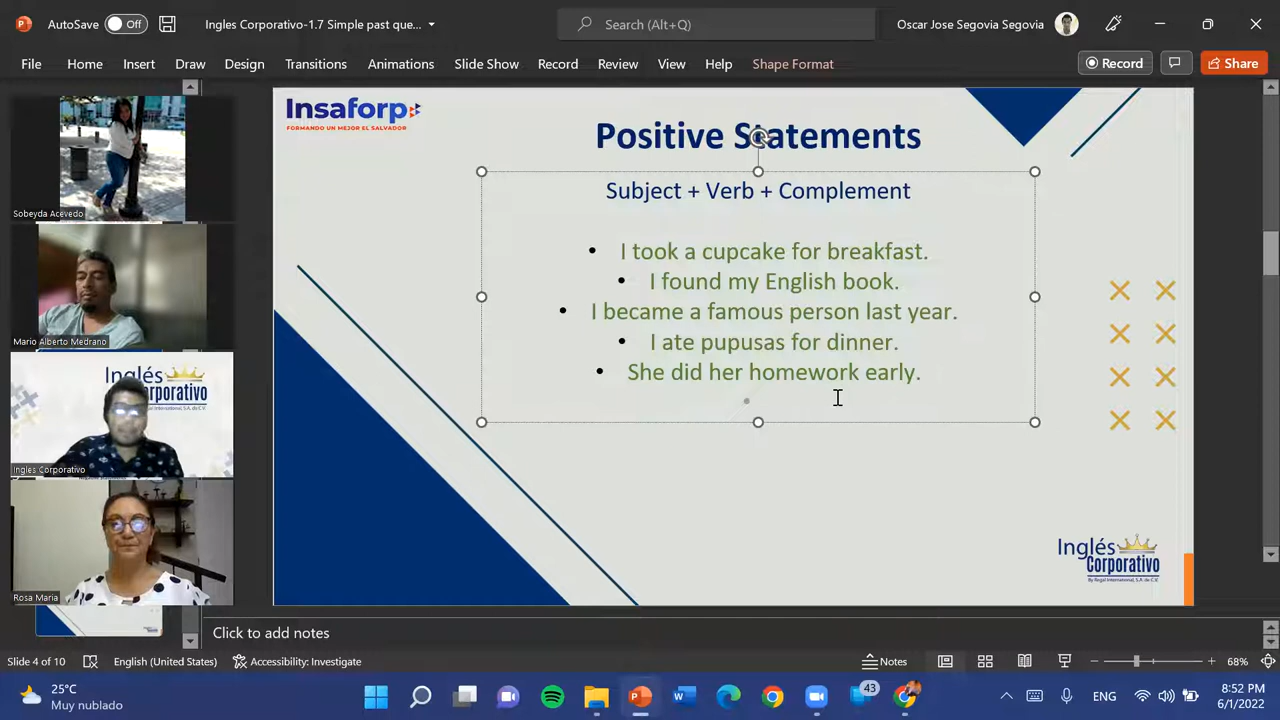 AutoSave Off Ingles Corporativo-1.7 Simple past que... Search (Alt+Q) Oscar Jose Segovia Segovia
File Home Insert Draw Design Transitions Animations Slide Show Record Review View Help Shape Format Record Share
Insaforp
FORMANDO UN MEJOR EL SALVADOR
Positive Statements
Subject + Verb + Complement
• I took a cupcake for breakfast.
• I found my English book.
• I became a famous person last year.
• I ate pupusas for dinner.
• She did her homework early.
Sobeyda Acevedo
Mario Alberto Medrano
Inglés
Corporativo
Ingles Corporativo
Rosa Maria
Inglés
Corporativo
By Regal International, S.A. de C.V.
Click to add notes
Slide 4 of 10 English (United States) Accessibility: Investigate Notes 68%
25°C
Muy nublado
43
ENG
8:52 PM
6/1/2022